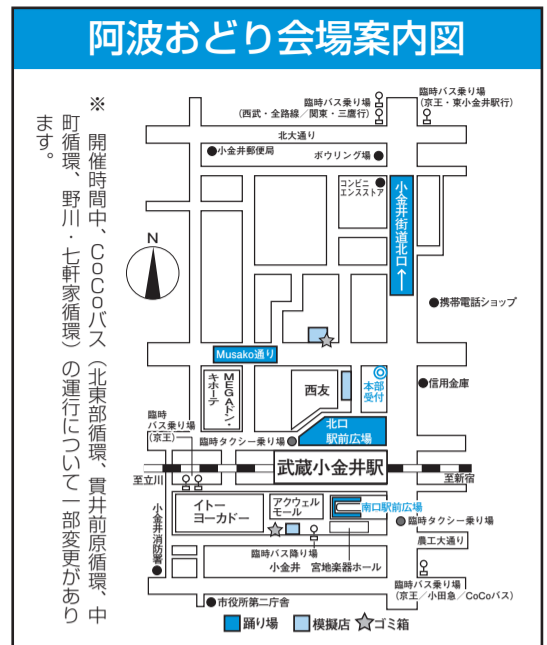 阿波おどり会場案内図
※ 開催時間中、CoCoバス(北東部循環、貫井前原循環、中
町循環、野川・七軒家循環)の運行について一部変更があり
ます。
臨時バス乗り場
(西武・全路線/関東・三鷹行)
臨時バス乗り場
(京王・東小金井駅行)
北大通り
小金井郵便局
ボウリング場
コンビニ
エンスストア
小金井街道北口→
N
携帯電話ショップ
Musako通り
MEGAドン・
キホーテ
西友
本部
受付
信用金庫
臨時
バス乗り場
(京王)
臨時タクシー乗り場
北口
駅前広場
武蔵小金井駅
至立川
至新宿
イトー
ヨーカドー
アクウェル
モール
南口駅前広場
臨時タクシー乗り場
小金井消防署
農工大通り
臨時バス降り場
小金井 宮地楽器ホール
臨時バス乗り場
(京王/小田急/CoCoバス)
市役所第二庁舎
踊り場 模擬店 ゴミ箱